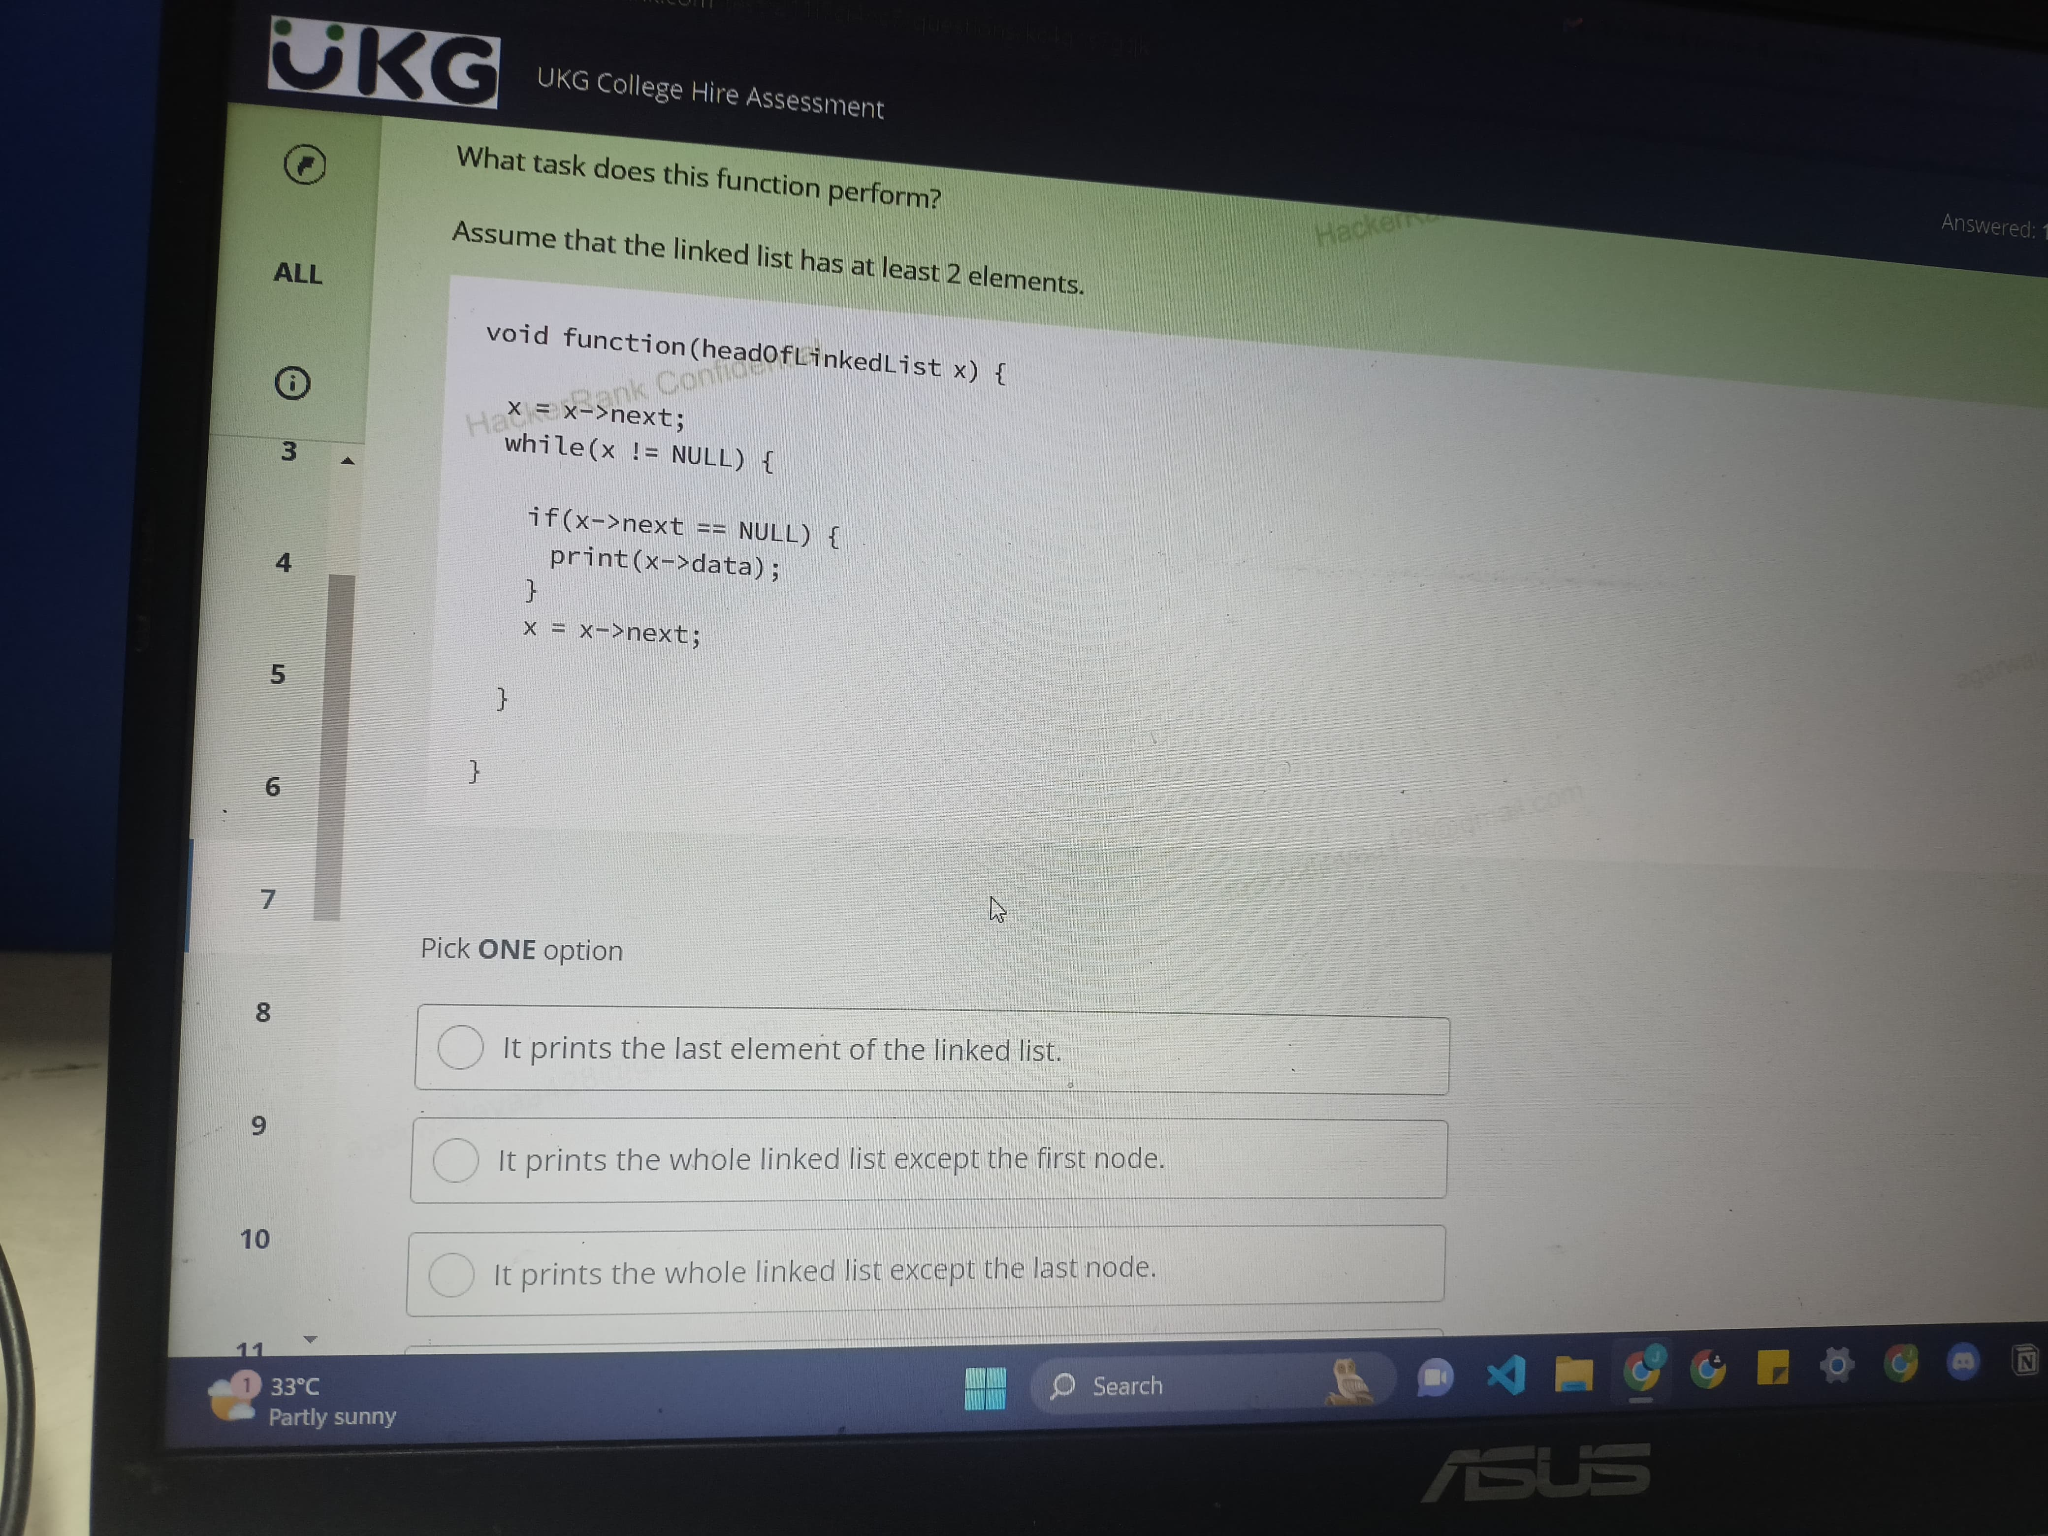 UKG
UKG College Hire Assessment
Answered: 1
What task does this function perform?
Assume that the linked list has at least 2 elements.
ALL
void function(headOfLinkedList x) {
x = x->next;
while(x != NULL) {
if(x->next == NULL) {
print(x->data);
}
x = x->next;
}
}
HackerRank Confidential
3
4
5
6
7
8
9
10
11
Pick ONE option
It prints the last element of the linked list.
It prints the whole linked list except the first node.
It prints the whole linked list except the last node.
1
33°C
Partly sunny
Search
ASUS